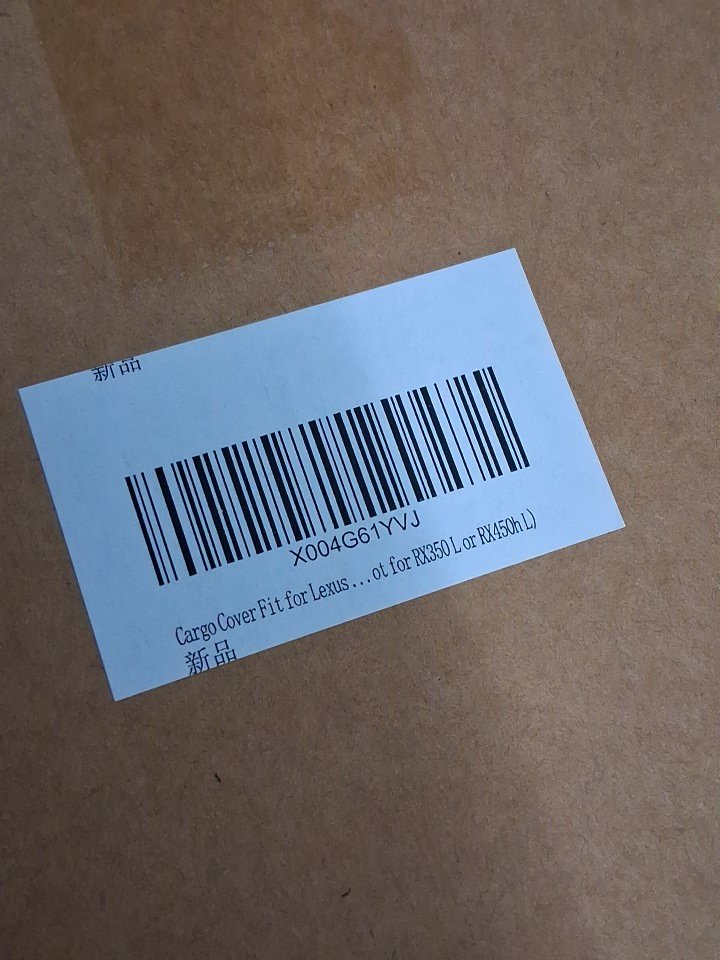 新品
X004G61YVJ
Cargo Cover Fit for Lexus ...ot for RX350 L or RX450h L)
新品